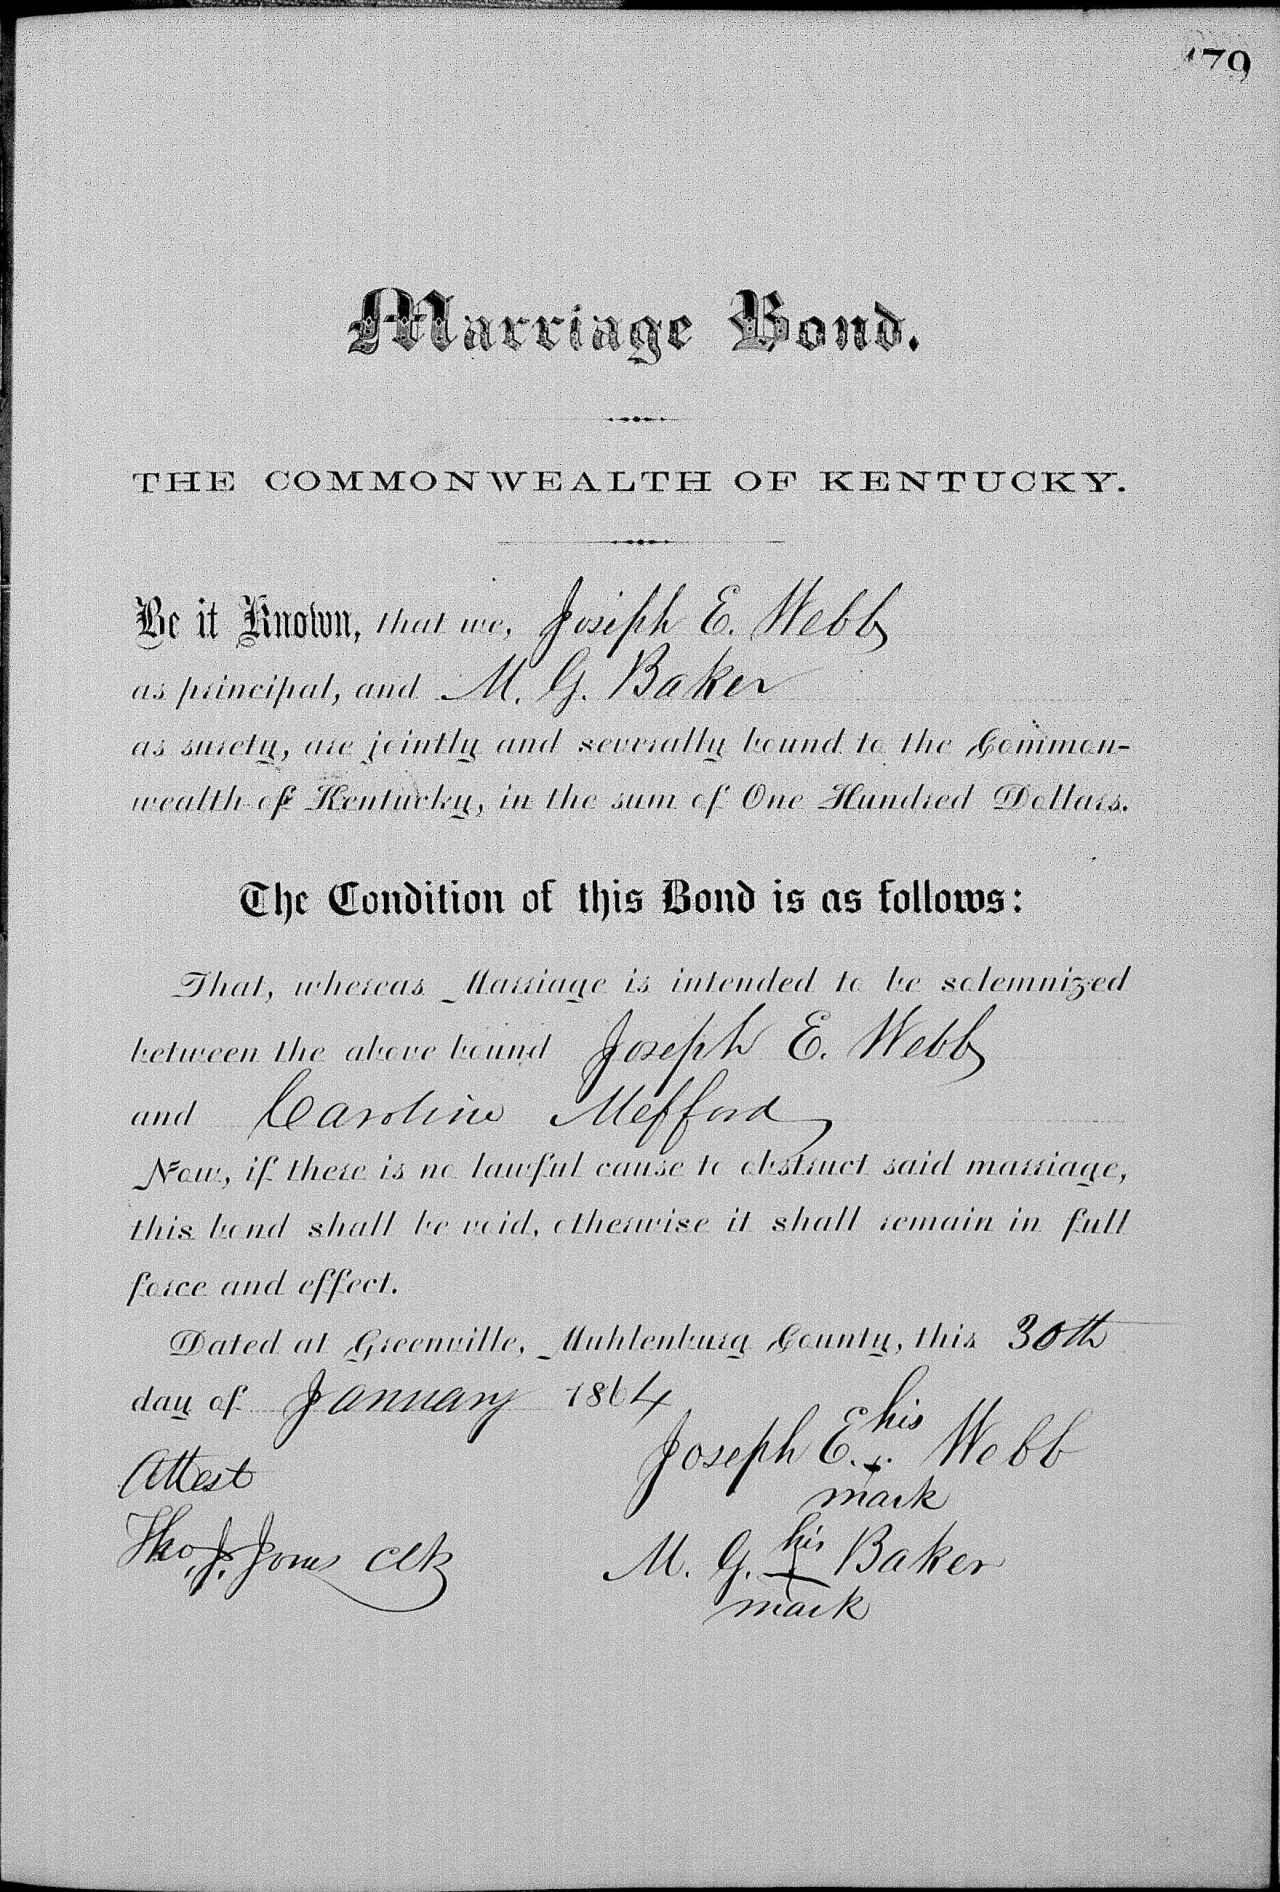 79
Marriage Bond.
THE COMMONWEALTH OF KENTUCKY.
Be it Known, that we, Joseph E. Webb
as principal, and M. G. Baker
as surety, are jointly and severally bound to the Common-
wealth of Kentucky, in the sum of One Hundred Dollars.
The Condition of this Bond is as follows:
That, whereas Marriage is intended to be solemnized
between the above bound Joseph E. Webb
and Caroline Mefford
Now, if there is no lawful cause to obstruct said marriage,
this bond shall be void, otherwise it shall remain in full
force and effect.
Dated at Greenville, Muhlenburg County, this 30th
day of January 1864
his
Joseph E. x Webb
mark
Attest
his
M. G. x Baker
mark
Tho. J. Jones Clk